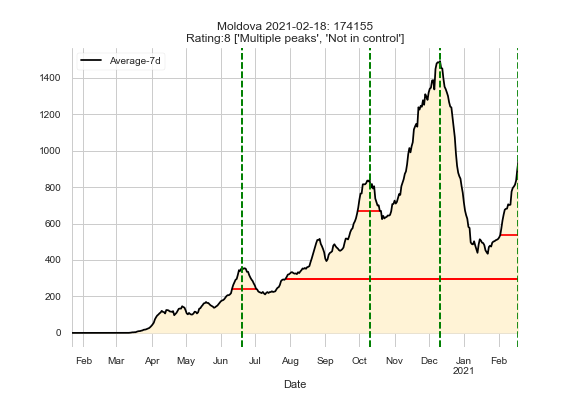 Moldova 2021-02-18: 174155
Rating:8 ['Multiple peaks', 'Not in control']
Average-7d
1400
1200
1000
800
600
400
200
0
Feb Mar Apr May Jun Jul Aug Sep Oct Nov Dec Jan Feb
2021
Date